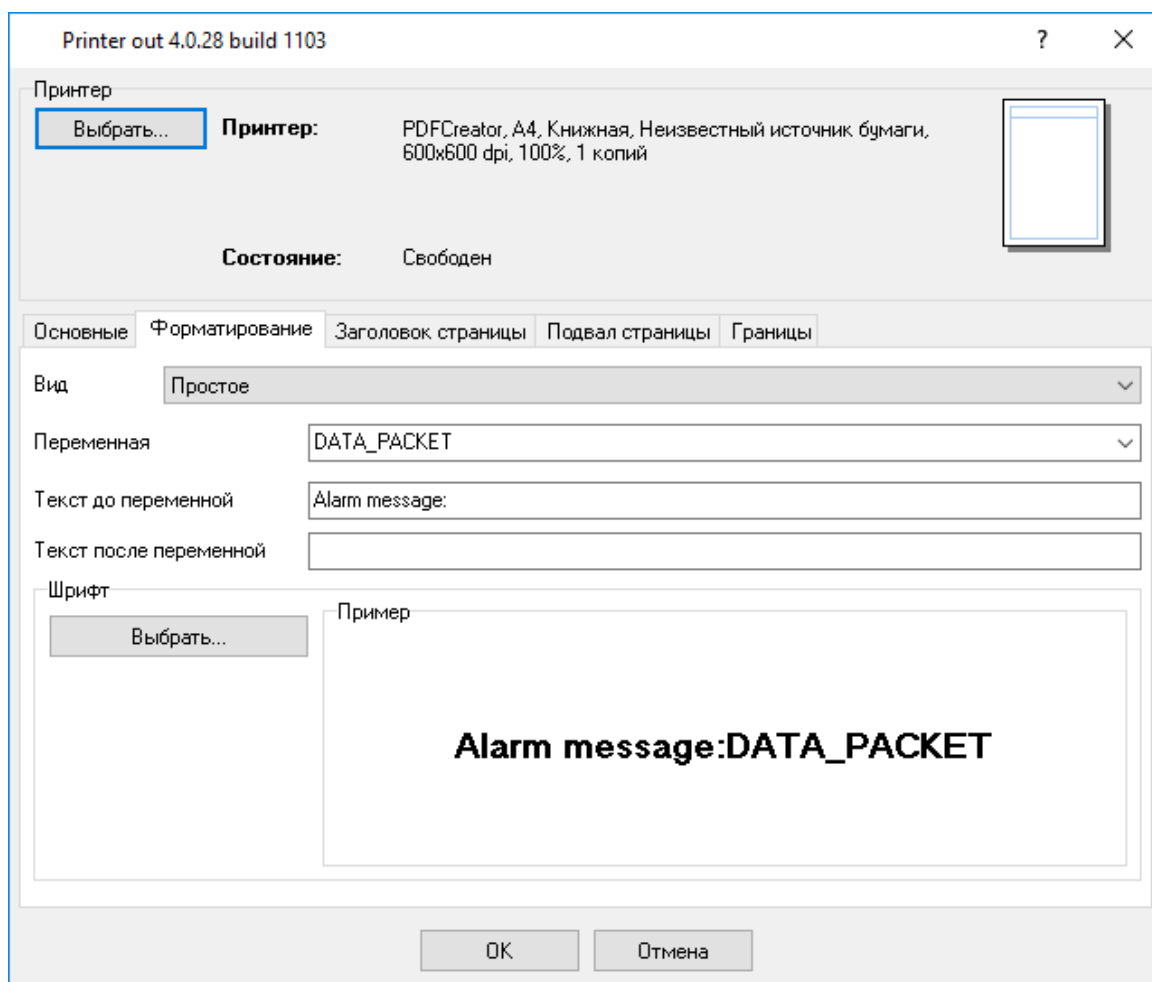 Printer out 4.0.28 build 1103
?
Принтер
Выбрать...
Принтер:
PDFCreator, A4, Книжная, Неизвестный источник бумаги,
600x600 dpi, 100%, 1 копий
Состояние:
Свободен
Основные
Форматирование
Заголовок страницы
Подвал страницы
Границы
Вид
Простое
Переменная
DATA_PACKET
Текст до переменной
Alarm message:
Текст после переменной
Шрифт
Выбрать...
Пример
Alarm message:DATA_PACKET
OK
Отмена